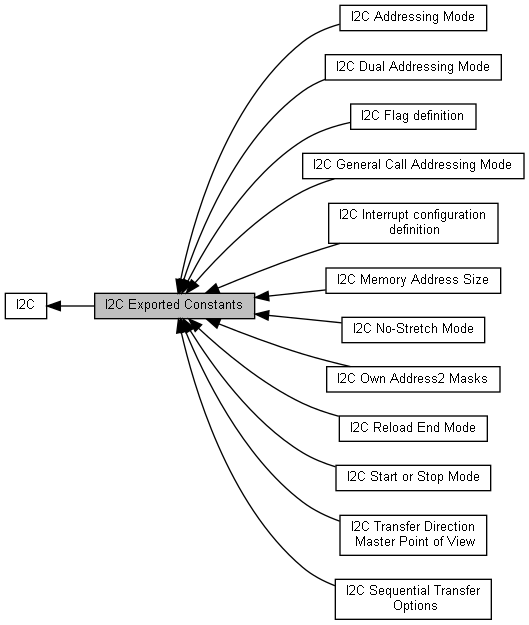 I2C Addressing Mode
I2C Dual Addressing Mode
I2C Flag definition
I2C General Call Addressing Mode
I2C Interrupt configuration
definition
I2C Memory Address Size
I2C
I2C Exported Constants
I2C No-Stretch Mode
I2C Own Address2 Masks
I2C Reload End Mode
I2C Start or Stop Mode
I2C Transfer Direction
Master Point of View
I2C Sequential Transfer
Options